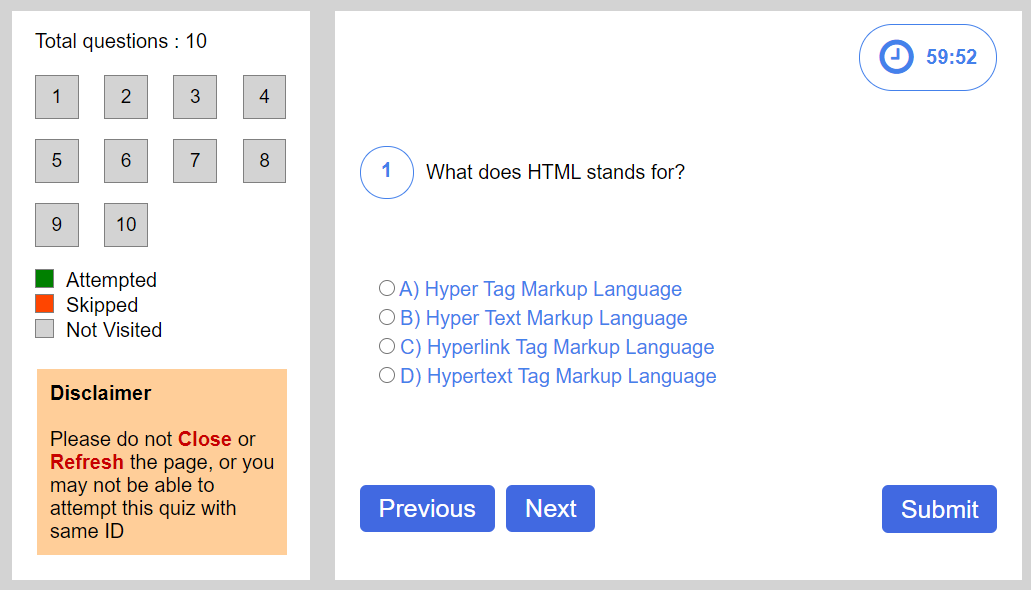 Total questions : 10
1 2 3 4
5 6 7 8
9 10
Attempted
Skipped
Not Visited
Disclaimer
Please do not Close or
Refresh the page, or you
may not be able to
attempt this quiz with
same ID
59:52
1 What does HTML stands for?
A) Hyper Tag Markup Language
B) Hyper Text Markup Language
C) Hyperlink Tag Markup Language
D) Hypertext Tag Markup Language
Previous Next Submit